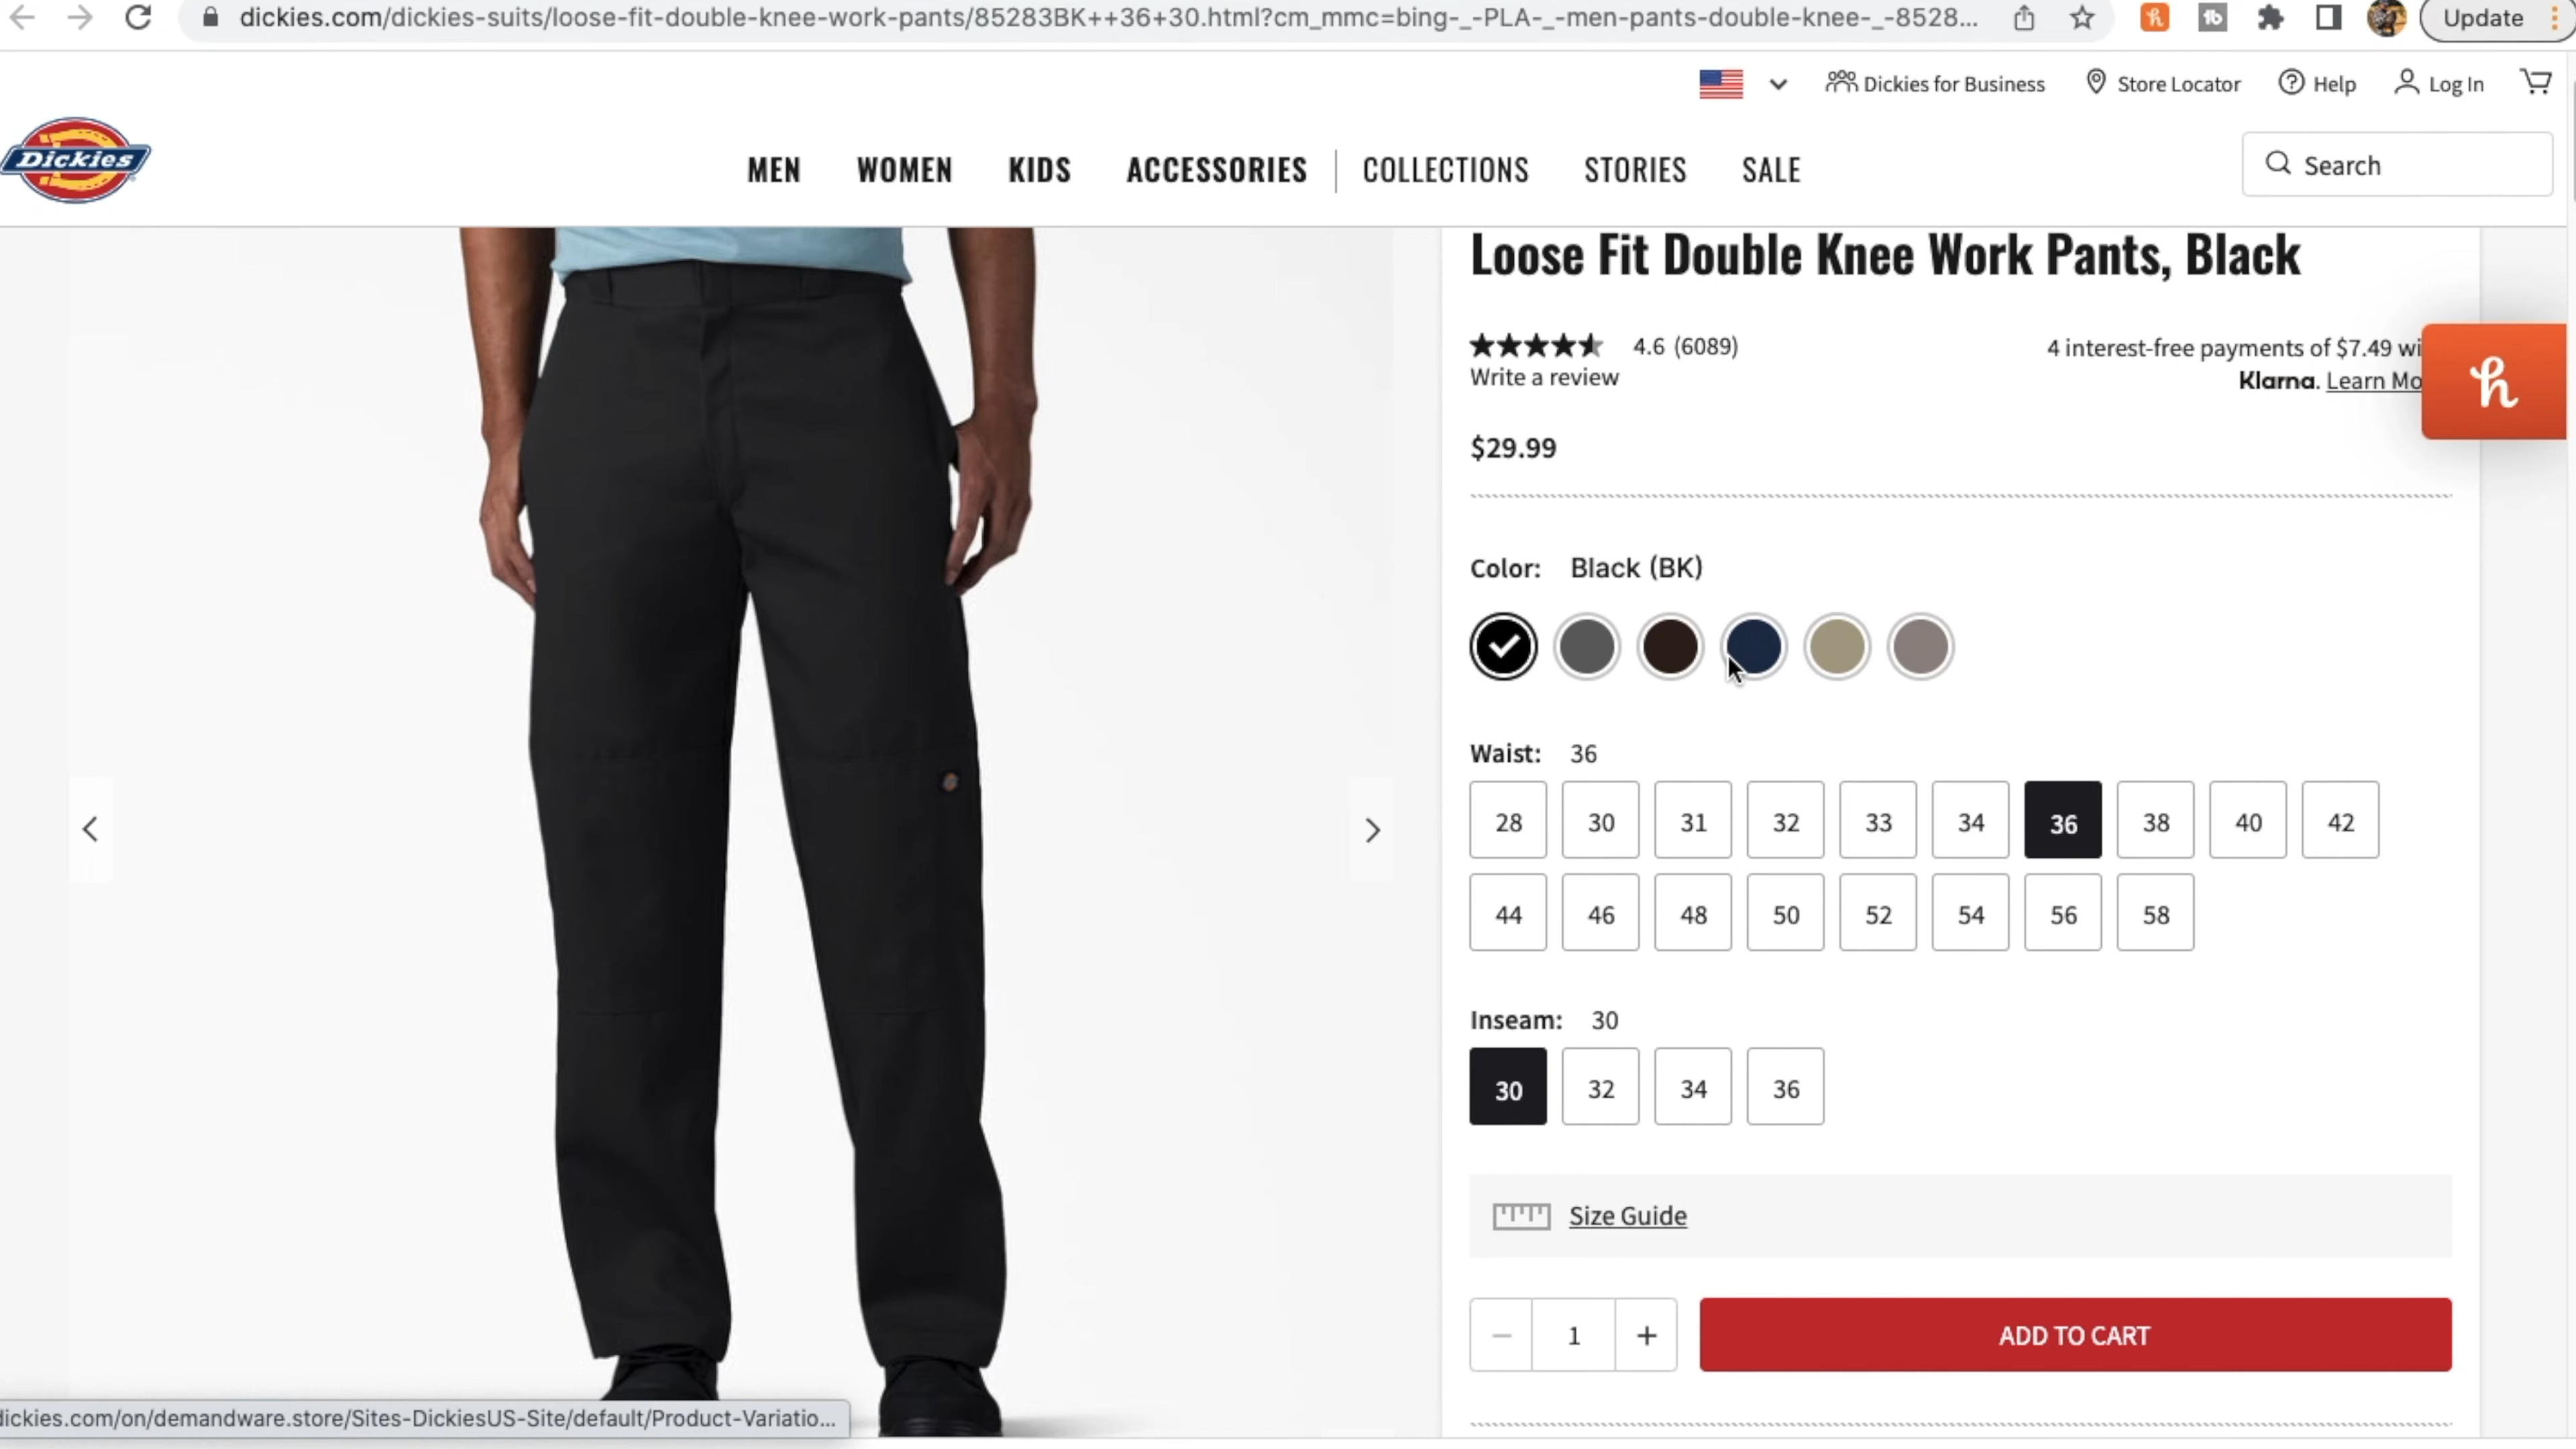 dickies.com/dickies-suits/loose-fit-double-knee-work-pants/85283BK++36+30.html?cm_mmc=bing-_-PLA-_-men-pants-double-knee-_-8528...
Update
Dickies for Business
Store Locator
Help
Log In
Dickies
MEN
WOMEN
KIDS
ACCESSORIES
COLLECTIONS
STORIES
SALE
Search
Loose Fit Double Knee Work Pants, Black
4.6 (6089)
Write a review
4 interest-free payments of $7.49 wi
Klarna. Learn Mo
h
$29.99
Color: Black (BK)
Waist: 36
28 30 31 32 33 34 36 38 40 42
44 46 48 50 52 54 56 58
Inseam: 30
30 32 34 36
Size Guide
1
ADD TO CART
dickies.com/on/demandware.store/Sites-DickiesUS-Site/default/Product-Variatio...